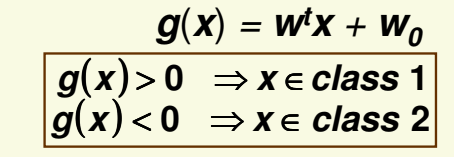 g(x) = wᵗx + w₀
g(x) > 0 ⇒ x ∈ class 1
g(x) < 0 ⇒ x ∈ class 2